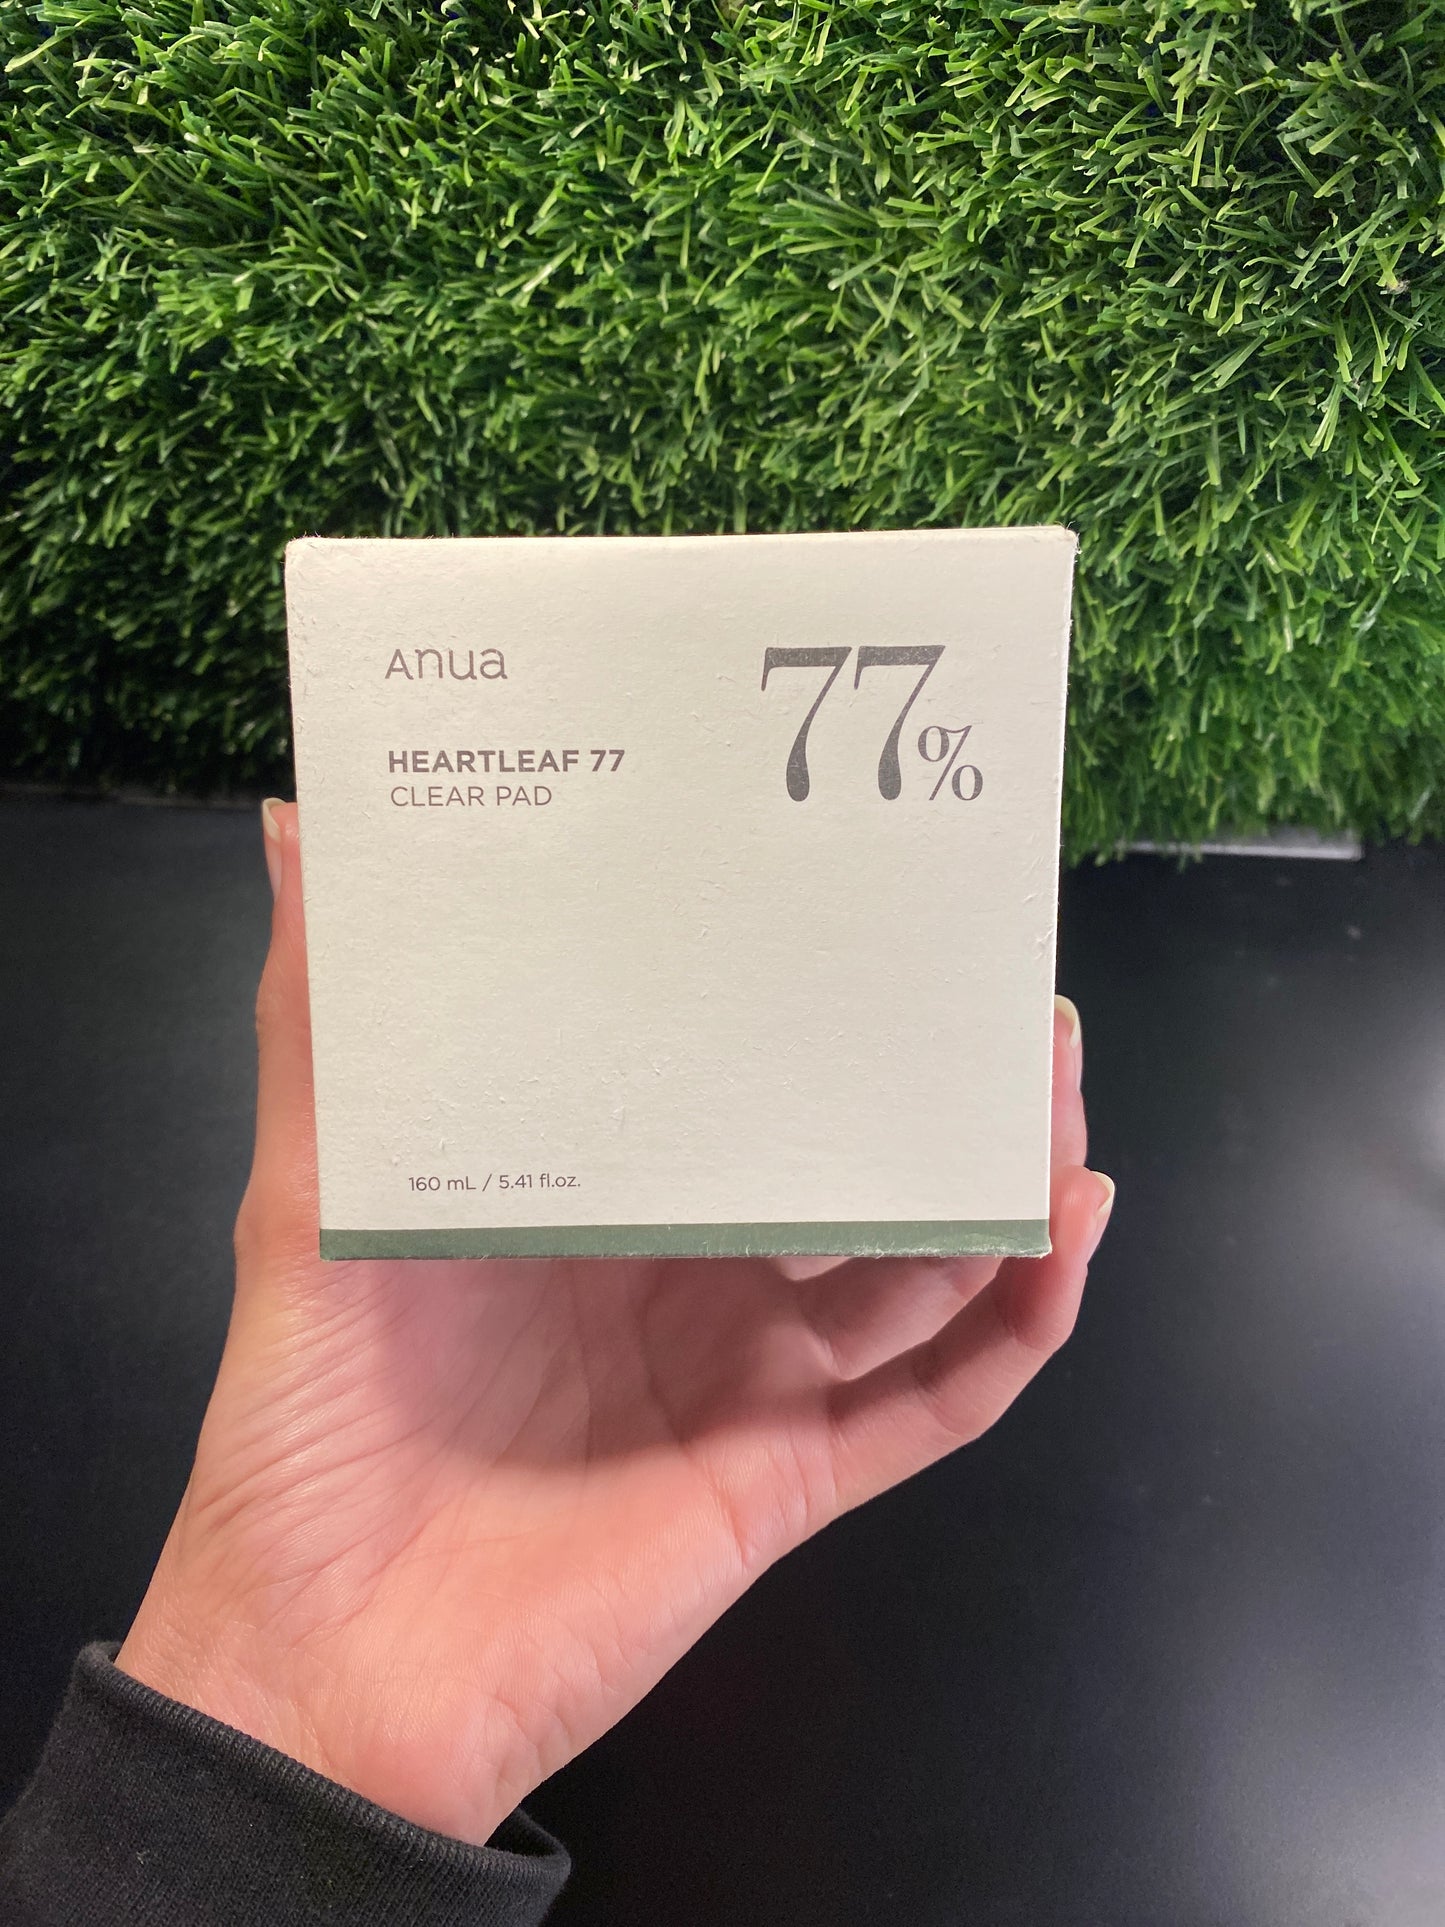 Anua
77%
HEARTLEAF 77
CLEAR PAD
160 mL / 5.41 fl.oz.